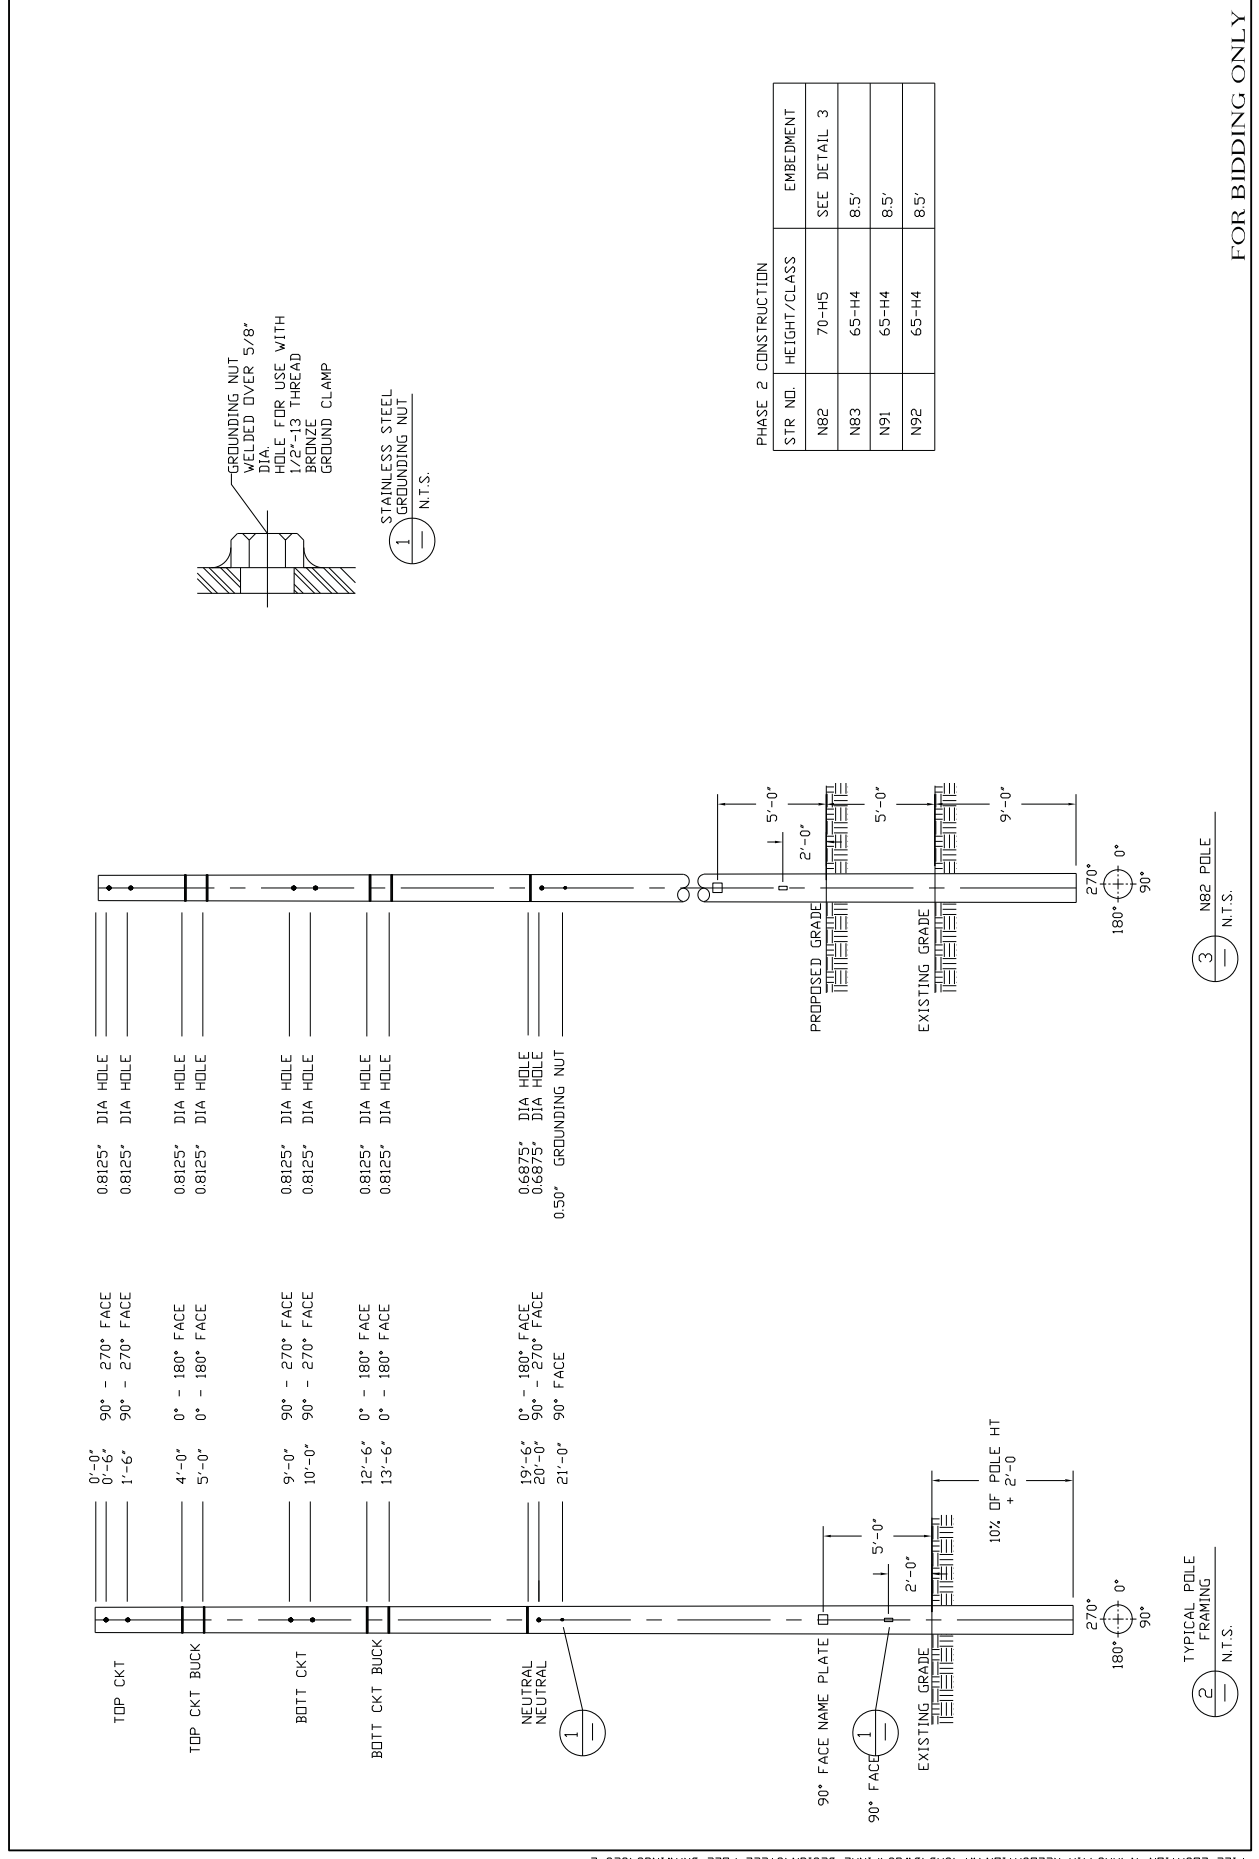 GROUNDING NUT
WELDED OVER 5/8"
DIA.
HOLE FOR USE WITH
1/2"-13 THREAD
BRONZE
GROUND CLAMP
1
STAINLESS STEEL
GROUNDING NUT
N.T.S.
PHASE 2 CONSTRUCTION
STR NO. HEIGHT/CLASS EMBEDMENT
N82 70-H5 SEE DETAIL 3
N83 65-H4 8.5'
N91 65-H4 8.5'
N92 65-H4 8.5'
TOP CKT
TOP CKT BUCK
BOTT CKT
BOTT CKT BUCK
NEUTRAL
NEUTRAL
1
90° FACE NAME PLATE
90° FACE
1
EXISTING GRADE
0'-0"
0'-6" 90° - 270° FACE 0.8125" DIA HOLE
1'-6" 90° - 270° FACE 0.8125" DIA HOLE
4'-0" 0° - 180° FACE 0.8125" DIA HOLE
5'-0" 0° - 180° FACE 0.8125" DIA HOLE
9'-0" 90° - 270° FACE 0.8125" DIA HOLE
10'-0" 90° - 270° FACE 0.8125" DIA HOLE
12'-6" 0° - 180° FACE 0.8125" DIA HOLE
13'-6" 0° - 180° FACE 0.8125" DIA HOLE
19'-6" 0° - 180° FACE 0.6875" DIA HOLE
20'-0" 90° - 270° FACE 0.6875" DIA HOLE
21'-0" 90° FACE 0.50" GROUNDING NUT
5'-0"
2'-0"
10% OF POLE HT
+ 2'-0
270°
180° 0°
90°
2
TYPICAL POLE
FRAMING
N.T.S.
PROPOSED GRADE
EXISTING GRADE
5'-0"
2'-0"
5'-0"
9'-0"
270°
180° 0°
90°
3
N82 POLE
N.T.S.
FOR BIDDING ONLY